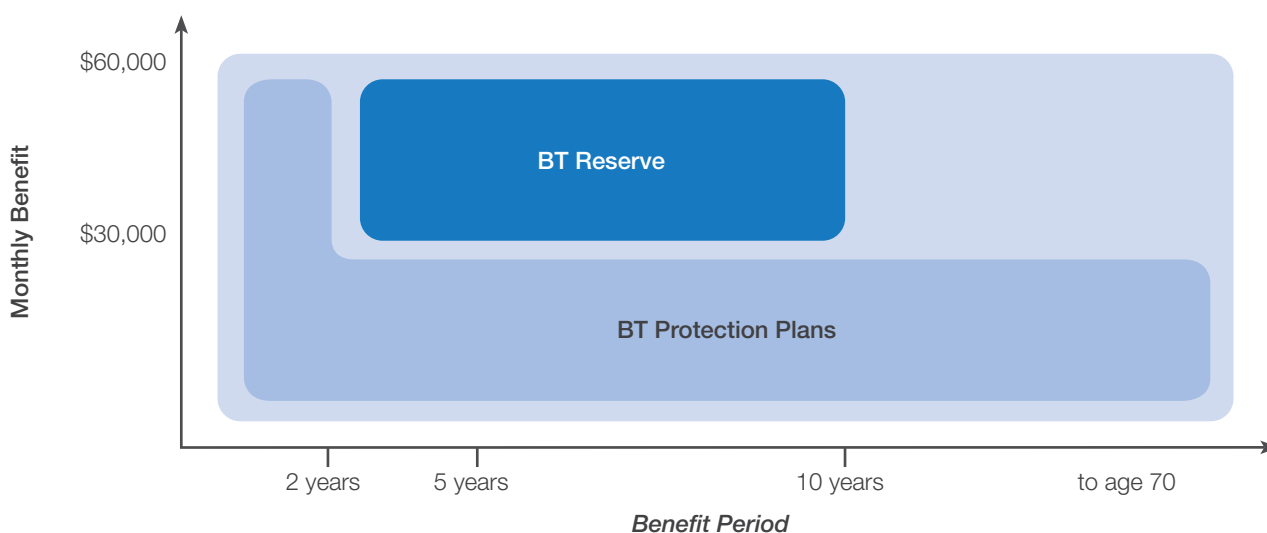 Monthly Benefit
$60,000
$30,000
BT Reserve
BT Protection Plans
2 years
5 years
10 years
to age 70
Benefit Period